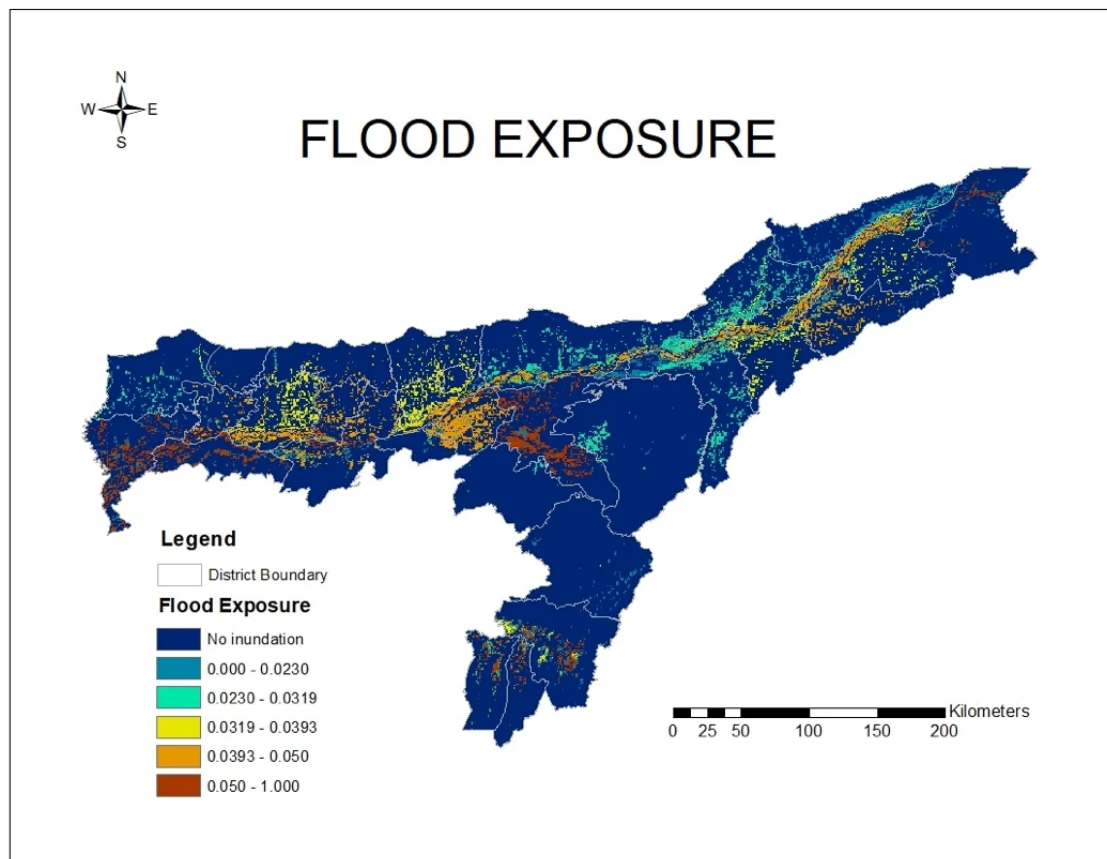 N
W E
S
FLOOD EXPOSURE
Legend
District Boundary
Flood Exposure
No inundation
0.000 - 0.0230
0.0230 - 0.0319
0.0319 - 0.0393
0.0393 - 0.050
0.050 - 1.000
Kilometers
0 25 50 100 150 200